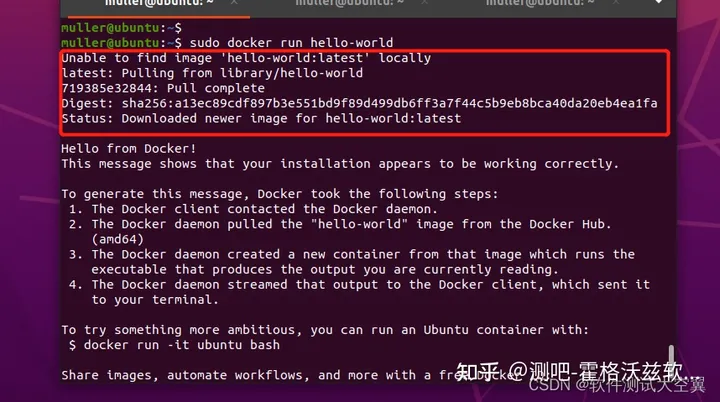 muller@ubuntu: ~ muller@ubuntu: ~ muller@ubuntu: ~
muller@ubuntu:~$
muller@ubuntu:~$ sudo docker run hello-world
Unable to find image 'hello-world:latest' locally
latest: Pulling from library/hello-world
719385e32844: Pull complete
Digest: sha256:a13ec89cdf897b3e551bd9f89d499db6ff3a7f44c5b9eb8bca40da20eb4ea1fa
Status: Downloaded newer image for hello-world:latest
Hello from Docker!
This message shows that your installation appears to be working correctly.
To generate this message, Docker took the following steps:
1. The Docker client contacted the Docker daemon.
2. The Docker daemon pulled the "hello-world" image from the Docker Hub.
(amd64)
3. The Docker daemon created a new container from that image which runs the
executable that produces the output you are currently reading.
4. The Docker daemon streamed that output to the Docker client, which sent it
to your terminal.
To try something more ambitious, you can run an Ubuntu container with:
$ docker run -it ubuntu bash
Share images, automate workflows, and more with a free Docker
知乎 @测吧-霍格沃兹软...
CSDN @软件测试大空翼